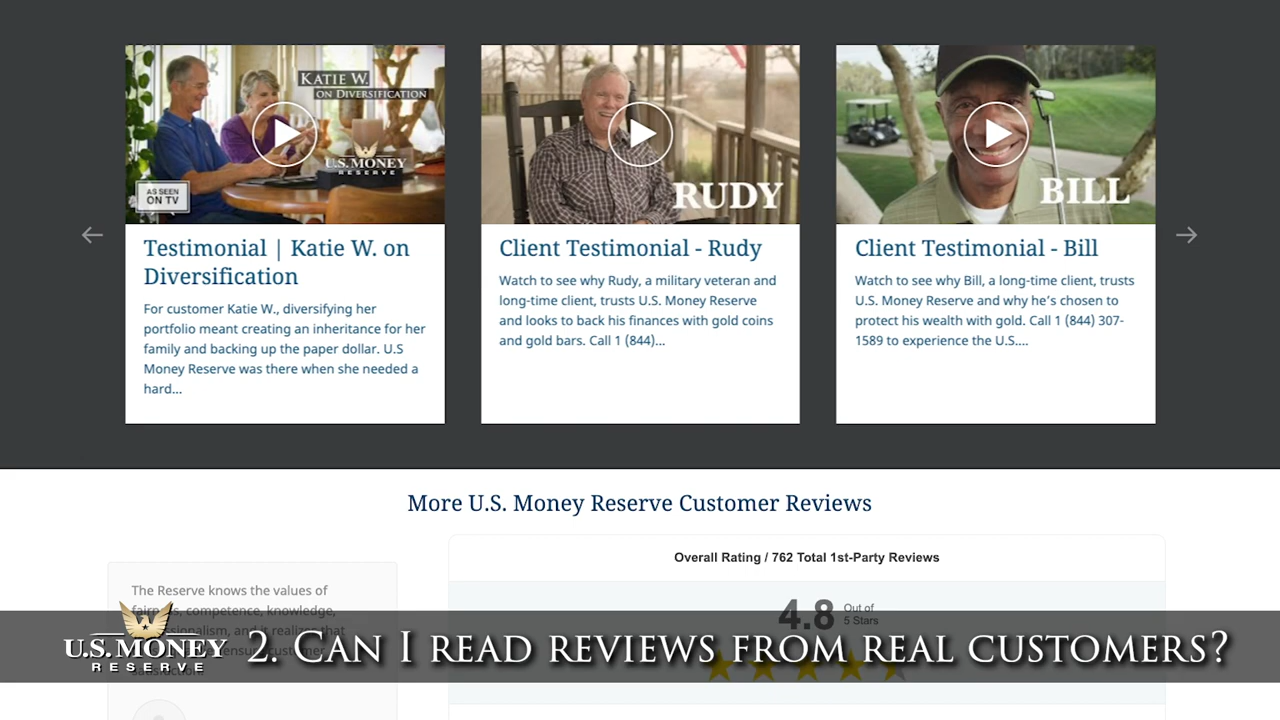 KATIE W.
ON DIVERSIFICATION
U.S. MONEY
RESERVE
AS SEEN
ON TV
RUDY
BILL
Testimonial | Katie W. on
Diversification
For customer Katie W., diversifying her
portfolio meant creating an inheritance for her
family and backing up the paper dollar. U.S
Money Reserve was there when she needed a
hard...
Client Testimonial - Rudy
Watch to see why Rudy, a military veteran and
long-time client, trusts U.S. Money Reserve
and looks to back his finances with gold coins
and gold bars. Call 1 (844)...
Client Testimonial - Bill
Watch to see why Bill, a long-time client, trusts
U.S. Money Reserve and why he's chosen to
protect his wealth with gold. Call 1 (844) 307-
1589 to experience the U.S....
More U.S. Money Reserve Customer Reviews
The Reserve knows the values of
competence, knowledge,
and it realizes that
customer
satisfaction.
Overall Rating / 762 Total 1st-Party Reviews
4.8
Out of
5 Stars
U.S. MONEY
RESERVE
2. CAN I READ REVIEWS FROM REAL CUSTOMERS?